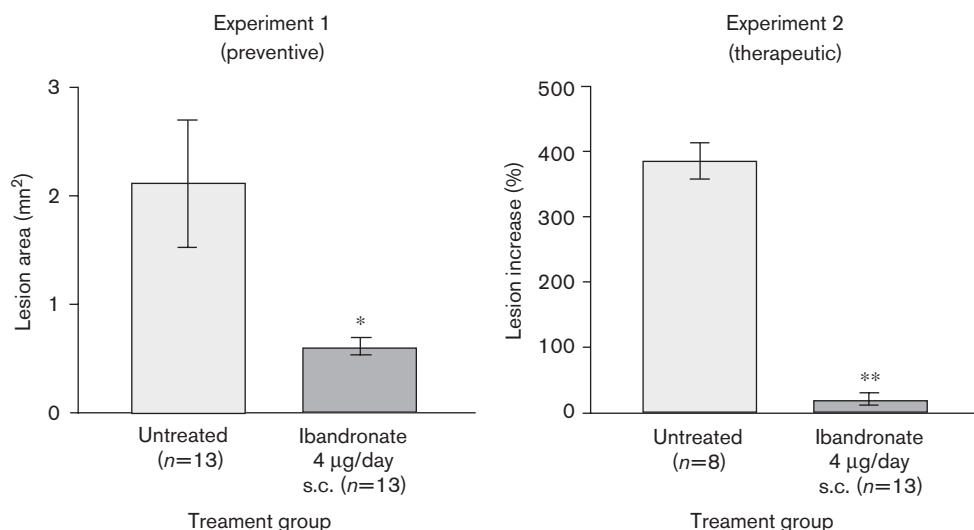 Experiment 1
(preventive)
3
2
1
0
Lesion area (mn²)
*
Untreated
(n=13)
Ibandronate
4 µg/day
s.c. (n=13)
Treament group
Experiment 2
(therapeutic)
500
400
300
200
100
0
Lesion increase (%)
**
Untreated
(n=8)
Ibandronate
4 µg/day
s.c. (n=13)
Treament group